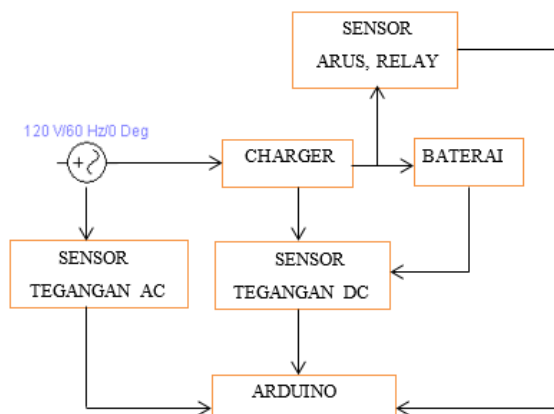 SENSOR
ARUS, RELAY
120 V/60 Hz/0 Deg
CHARGER
BATERAI
SENSOR
TEGANGAN AC
SENSOR
TEGANGAN DC
ARDUINO